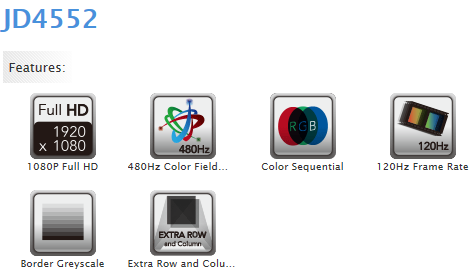 JD4552
Features:
Full HD
1920
x 1080
480Hz
RGB
120Hz
1080P Full HD
480Hz Color Field...
Color Sequential
120Hz Frame Rate
EXTRA ROW
and Column
Border Greyscale
Extra Row and Colu...